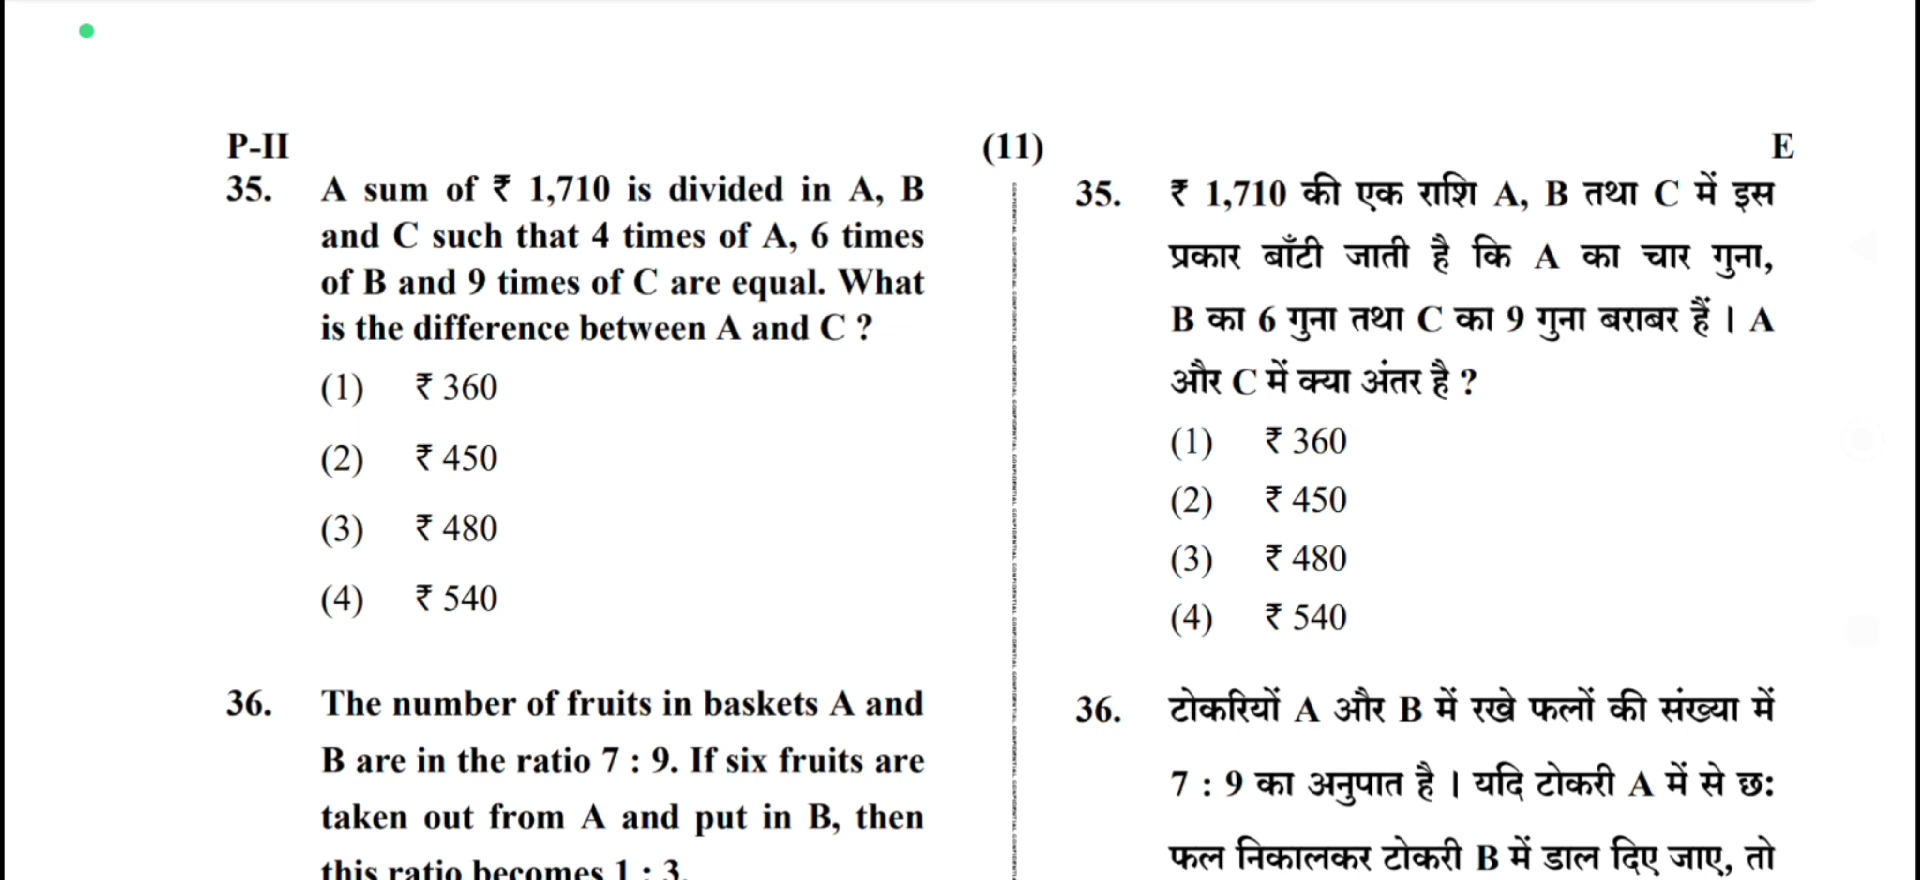 P-II (11) E
35. A sum of ₹ 1,710 is divided in A, B
and C such that 4 times of A, 6 times
of B and 9 times of C are equal. What
is the difference between A and C ?
(1) ₹ 360
(2) ₹ 450
(3) ₹ 480
(4) ₹ 540
36. The number of fruits in baskets A and
B are in the ratio 7 : 9. If six fruits are
taken out from A and put in B, then
this ratio becomes 1 : 3.
35. ₹ 1,710 की एक राशि A, B तथा C में इस
प्रकार बाँटी जाती है कि A का चार गुना,
B का 6 गुना तथा C का 9 गुना बराबर हैं । A
और C में क्या अंतर है ?
(1) ₹ 360
(2) ₹ 450
(3) ₹ 480
(4) ₹ 540
36. टोकरियों A और B में रखे फलों की संख्या में
7 : 9 का अनुपात है । यदि टोकरी A में से छः
फल निकालकर टोकरी B में डाल दिए जाए, तो